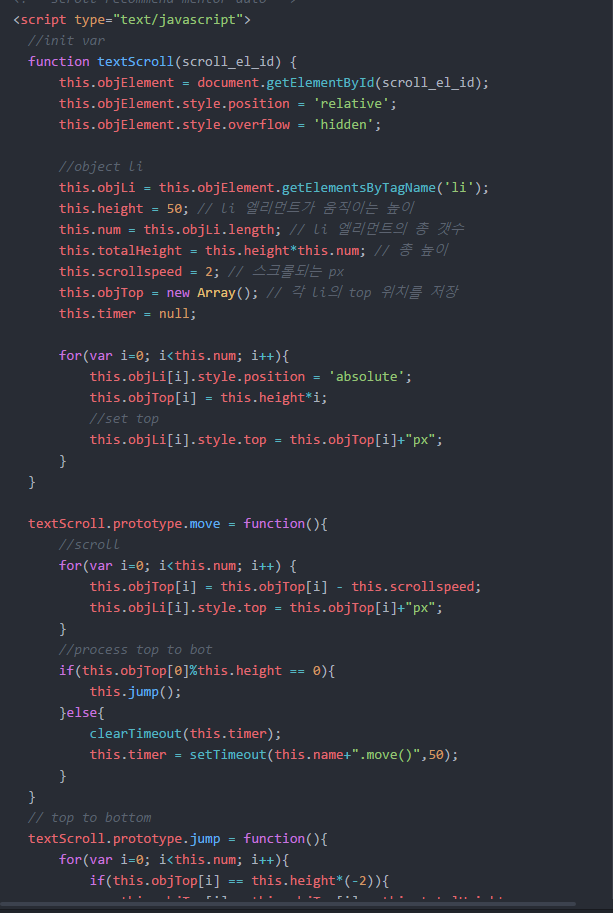 <script type="text/javascript">
//init var
function textScroll(scroll_el_id) {
this.objElement = document.getElementById(scroll_el_id);
this.objElement.style.position = 'relative';
this.objElement.style.overflow = 'hidden';
//object li
this.objLi = this.objElement.getElementsByTagName('li');
this.height = 50; // li 엘리먼트가 움직이는 높이
this.num = this.objLi.length; // li 엘리먼트의 총 갯수
this.totalHeight = this.height*this.num; // 총 높이
this.scrollspeed = 2; // 스크롤되는 px
this.objTop = new Array(); // 각 li의 top 위치를 저장
this.timer = null;
for(var i=0; i<this.num; i++){
this.objLi[i].style.position = 'absolute';
this.objTop[i] = this.height*i;
//set top
this.objLi[i].style.top = this.objTop[i]+"px";
}
}
textScroll.prototype.move = function(){
//scroll
for(var i=0; i<this.num; i++) {
this.objTop[i] = this.objTop[i] - this.scrollspeed;
this.objLi[i].style.top = this.objTop[i]+"px";
}
//process top to bot
if(this.objTop[0]%this.height == 0){
this.jump();
}else{
clearTimeout(this.timer);
this.timer = setTimeout(this.name+".move()",50);
}
}
// top to bottom
textScroll.prototype.jump = function(){
for(var i=0; i<this.num; i++){
if(this.objTop[i] == this.height*(-2)){